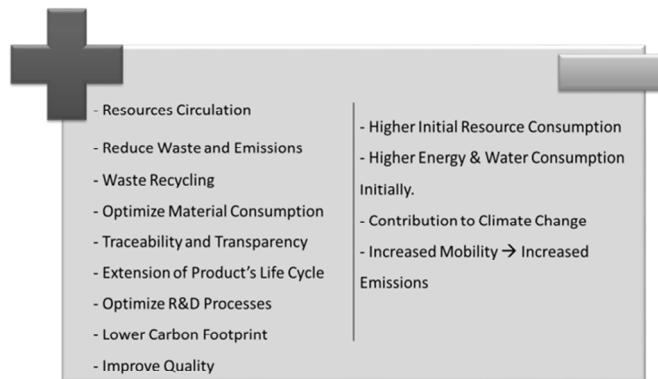 - Resources Circulation
- Reduce Waste and Emissions
- Waste Recycling
- Optimize Material Consumption
- Traceability and Transparency
- Extension of Product’s Life Cycle
- Optimize R&D Processes
- Lower Carbon Footprint
- Improve Quality
- Higher Initial Resource Consumption
- Higher Energy & Water Consumption
Initially.
- Contribution to Climate Change
- Increased Mobility → Increased
Emissions